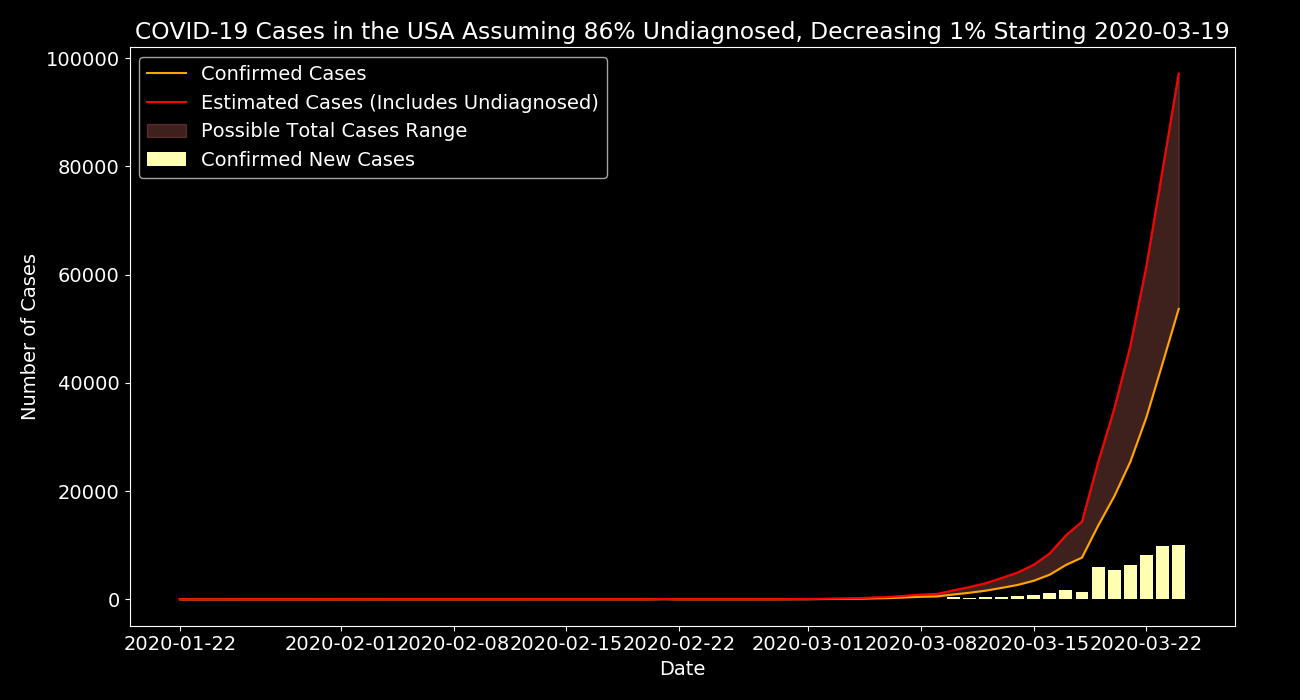 COVID-19 Cases in the USA Assuming 86% Undiagnosed, Decreasing 1% Starting 2020-03-19
100000
80000
60000
40000
20000
0
Number of Cases
Confirmed Cases
Estimated Cases (Includes Undiagnosed)
Possible Total Cases Range
Confirmed New Cases
2020-01-22 2020-02-01 2020-02-08 2020-02-15 2020-02-22 2020-03-01 2020-03-08 2020-03-15 2020-03-22
Date